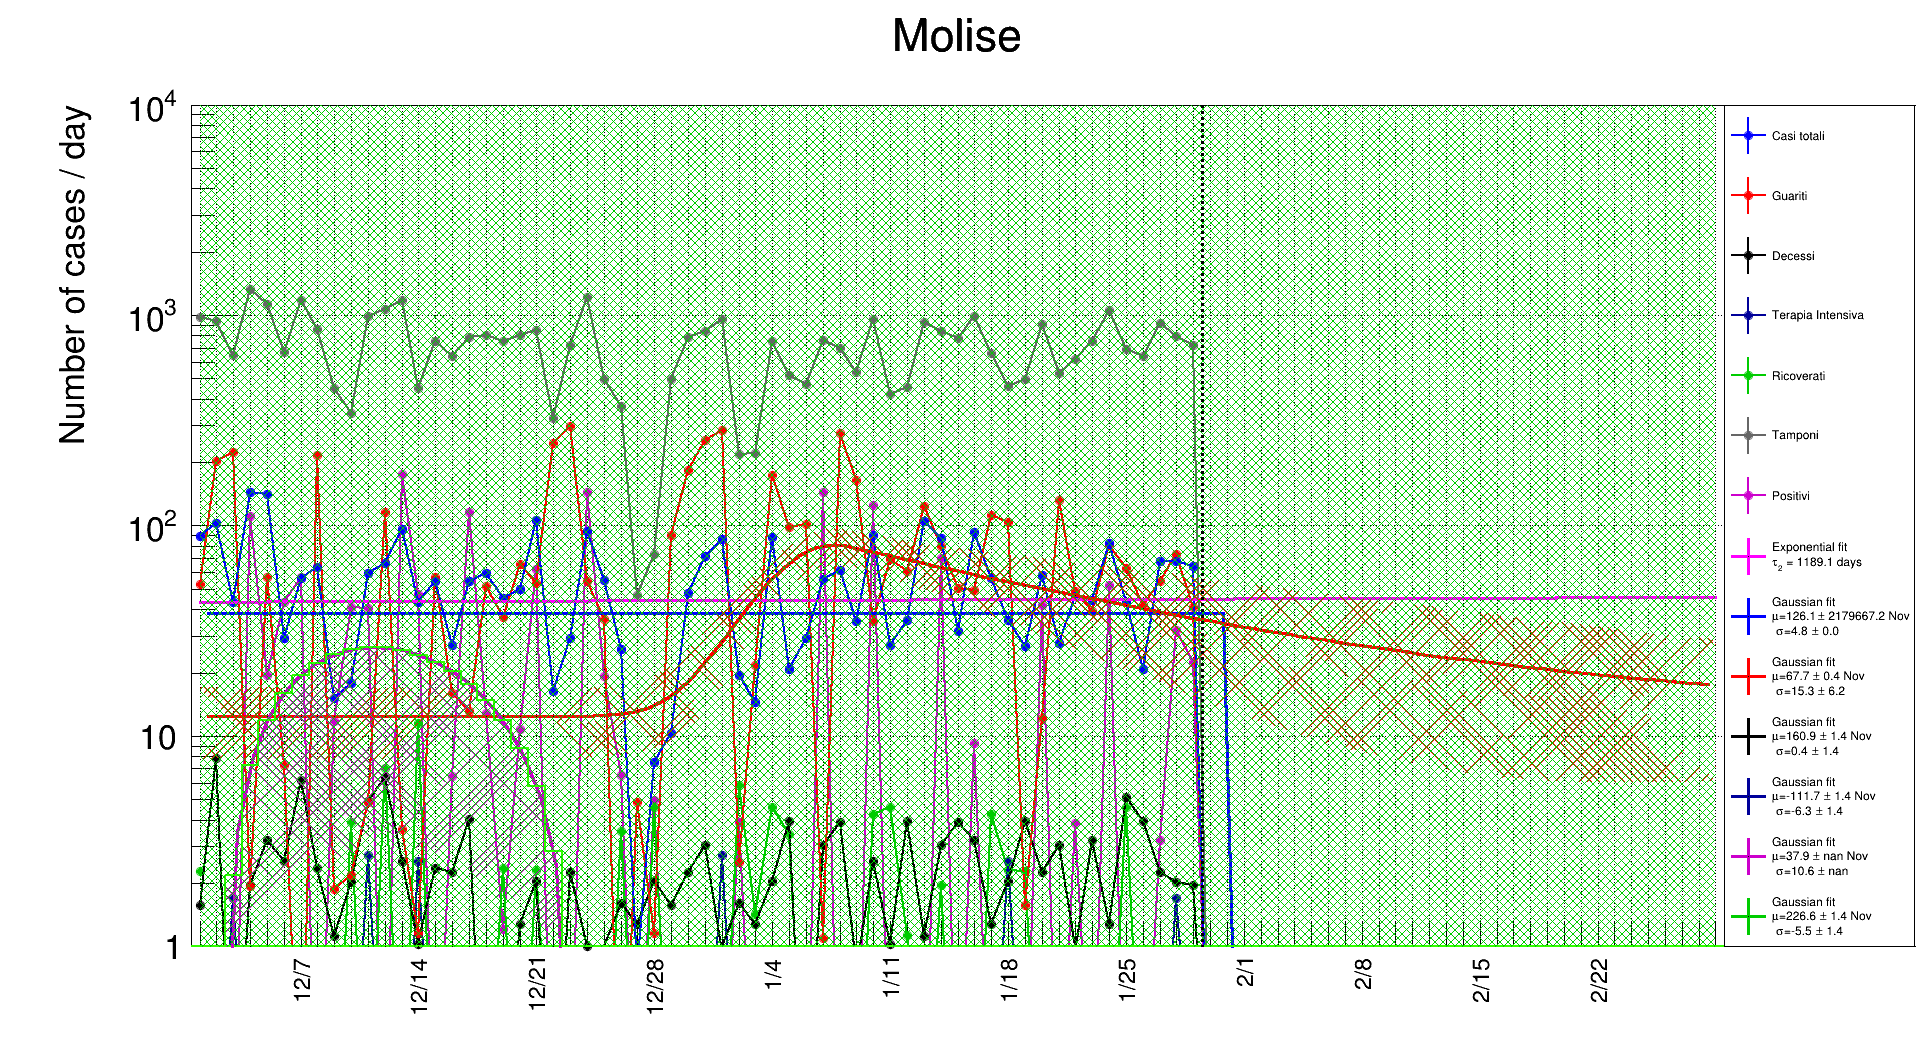 Molise
Number of cases / day
10⁴
10³
10²
10
1
12/7
12/14
12/21
12/28
1/4
1/11
1/18
1/25
2/1
2/8
2/15
2/22
Casi totali
Guariti
Decessi
Terapia Intensiva
Ricoverati
Tamponi
Positivi
Exponential fit
τ₂ = 1189.1 days
Gaussian fit
μ=126.1 ± 2179667.2 Nov
σ=4.8 ± 0.0
Gaussian fit
μ=67.7 ± 0.4 Nov
σ=15.3 ± 6.2
Gaussian fit
μ=160.9 ± 1.4 Nov
σ=0.4 ± 1.4
Gaussian fit
μ=-111.7 ± 1.4 Nov
σ=-6.3 ± 1.4
Gaussian fit
μ=37.9 ± nan Nov
σ=10.6 ± nan
Gaussian fit
μ=226.6 ± 1.4 Nov
σ=-5.5 ± 1.4